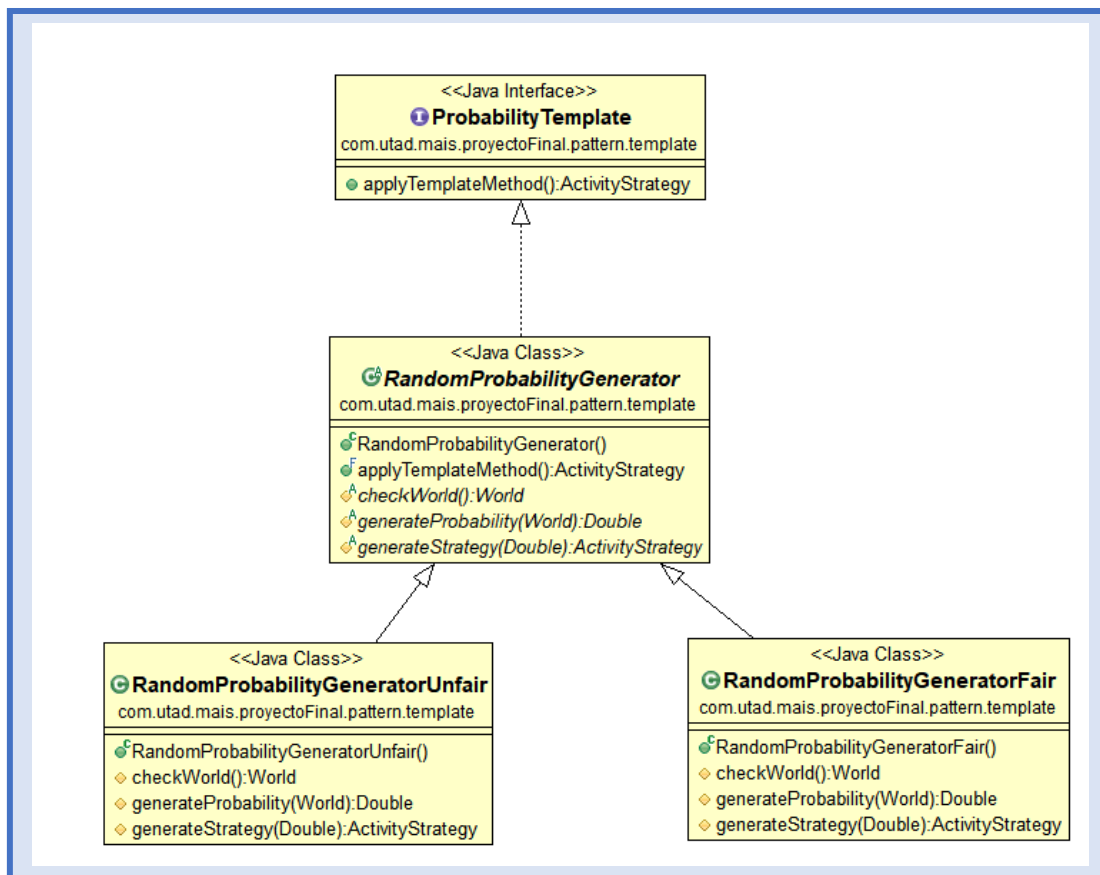 <<Java Interface>>
ProbabilityTemplate
com.utad.mais.proyectoFinal.pattern.template
applyTemplateMethod():ActivityStrategy
<<Java Class>>
RandomProbabilityGenerator
com.utad.mais.proyectoFinal.pattern.template
RandomProbabilityGenerator()
applyTemplateMethod():ActivityStrategy
checkWorld():World
generateProbability(World):Double
generateStrategy(Double):ActivityStrategy
<<Java Class>>
RandomProbabilityGeneratorUnfair
com.utad.mais.proyectoFinal.pattern.template
RandomProbabilityGeneratorUnfair()
checkWorld():World
generateProbability(World):Double
generateStrategy(Double):ActivityStrategy
<<Java Class>>
RandomProbabilityGeneratorFair
com.utad.mais.proyectoFinal.pattern.template
RandomProbabilityGeneratorFair()
checkWorld():World
generateProbability(World):Double
generateStrategy(Double):ActivityStrategy